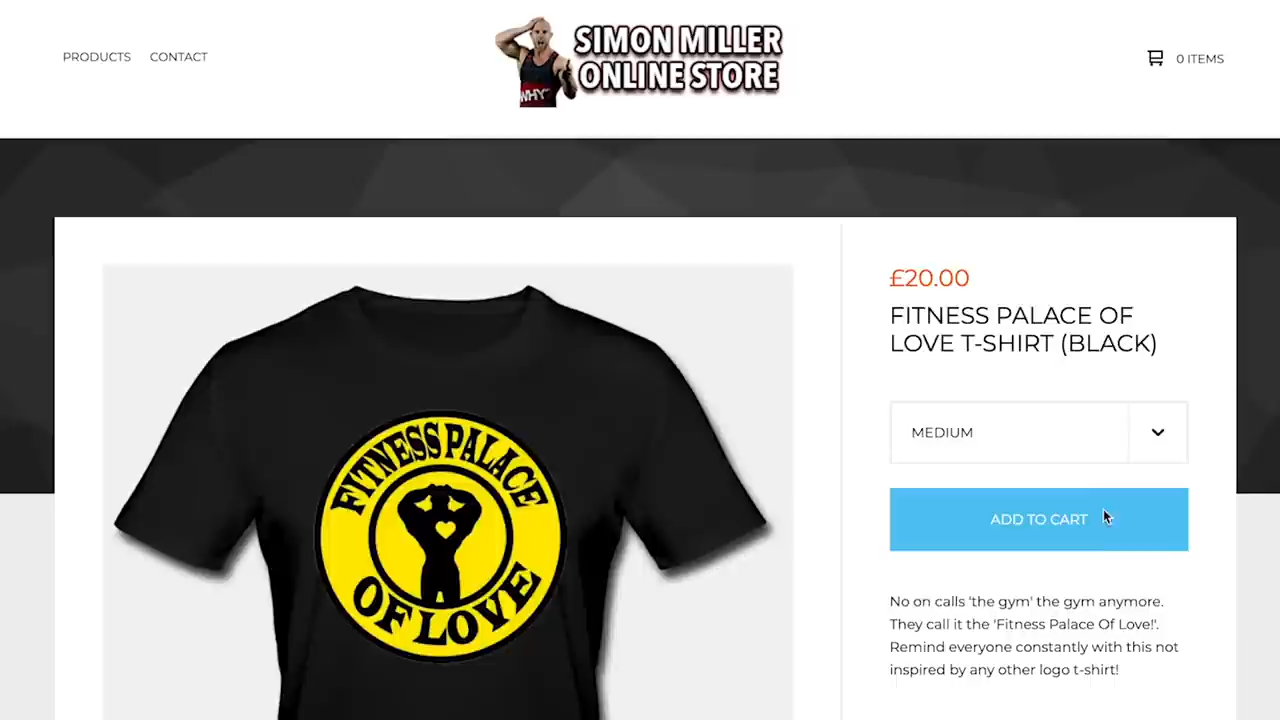 PRODUCTS CONTACT
WHY
SIMON MILLER
ONLINE STORE
0 ITEMS
FITNESS PALACE
OF LOVE
£20.00
FITNESS PALACE OF
LOVE T-SHIRT (BLACK)
MEDIUM
ADD TO CART
No on calls 'the gym' the gym anymore.
They call it the 'Fitness Palace Of Love!'.
Remind everyone constantly with this not
inspired by any other logo t-shirt!